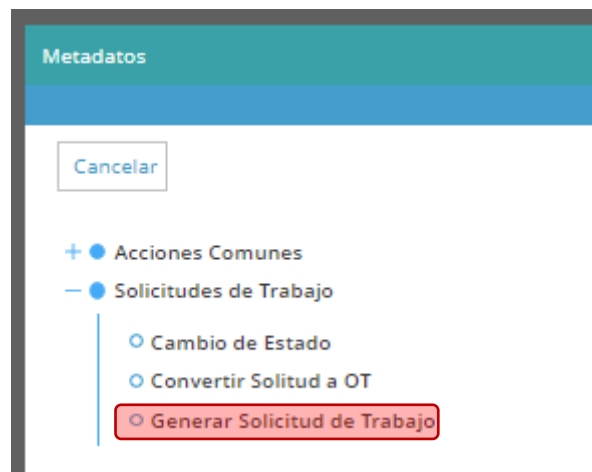 Metadatos
Cancelar
Acciones Comunes
Solicitudes de Trabajo
Cambio de Estado
Convertir Solitud a OT
Generar Solicitud de Trabajo